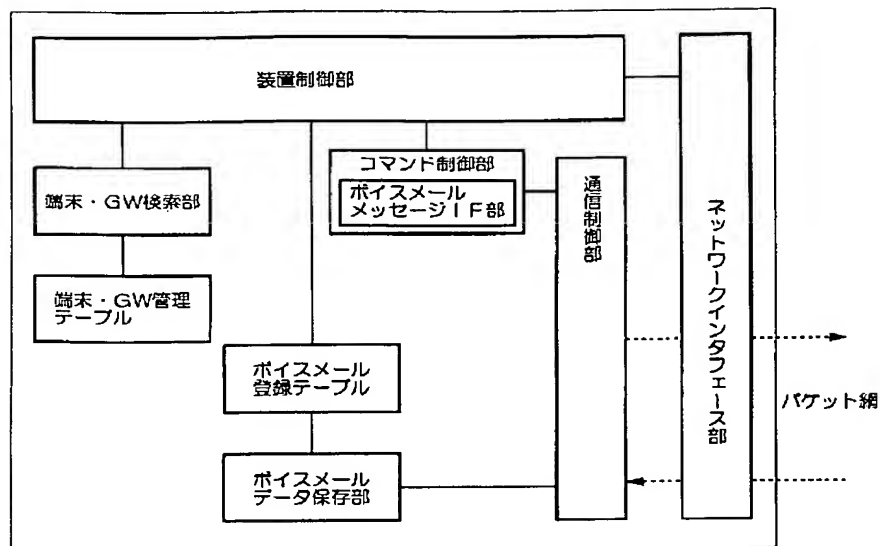 装置制御部
コマンド制御部
ボイスメール
メッセージIF部
端末・GW検索部
端末・GW管理
テーブル
ボイスメール
登録テーブル
ボイスメール
データ保存部
通信制御部
ネットワークインタフェース部
パケット網